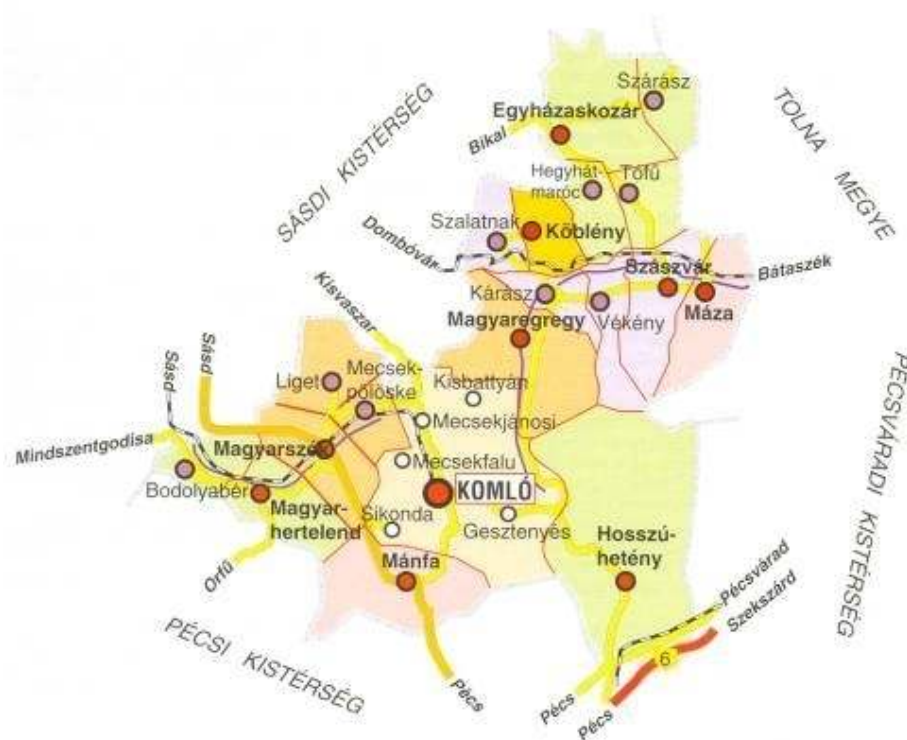 Szárász
Egyházaskozár
Bikal
TOLNA MEGYE
SÁSDI KISTÉRSÉG
Hegyhát-
maróc
Tófű
Szalatnak
Köblény
Dombóvár
Bátaszék
Szászvár
Kárász
Vékény
Máza
Magyaregregy
Kisvaszar
Sásd
Sásd
Liget
Mecsek-
pölöske
Kisbattyán
Mecsekjánosi
PÉCSVÁRADI KISTÉRSÉG
Mindszentgodisa
Magyarszék
Mecsekfalu
Bodolyabér
KOMLÓ
Magyar-
hertelend
Sikonda
Gesztenyés
Hosszú-
hetény
Mánfa
Orfű
PÉCSI KISTÉRSÉG
Pécsvárad
Szekszárd
6
Pécs
Pécs
Pécs